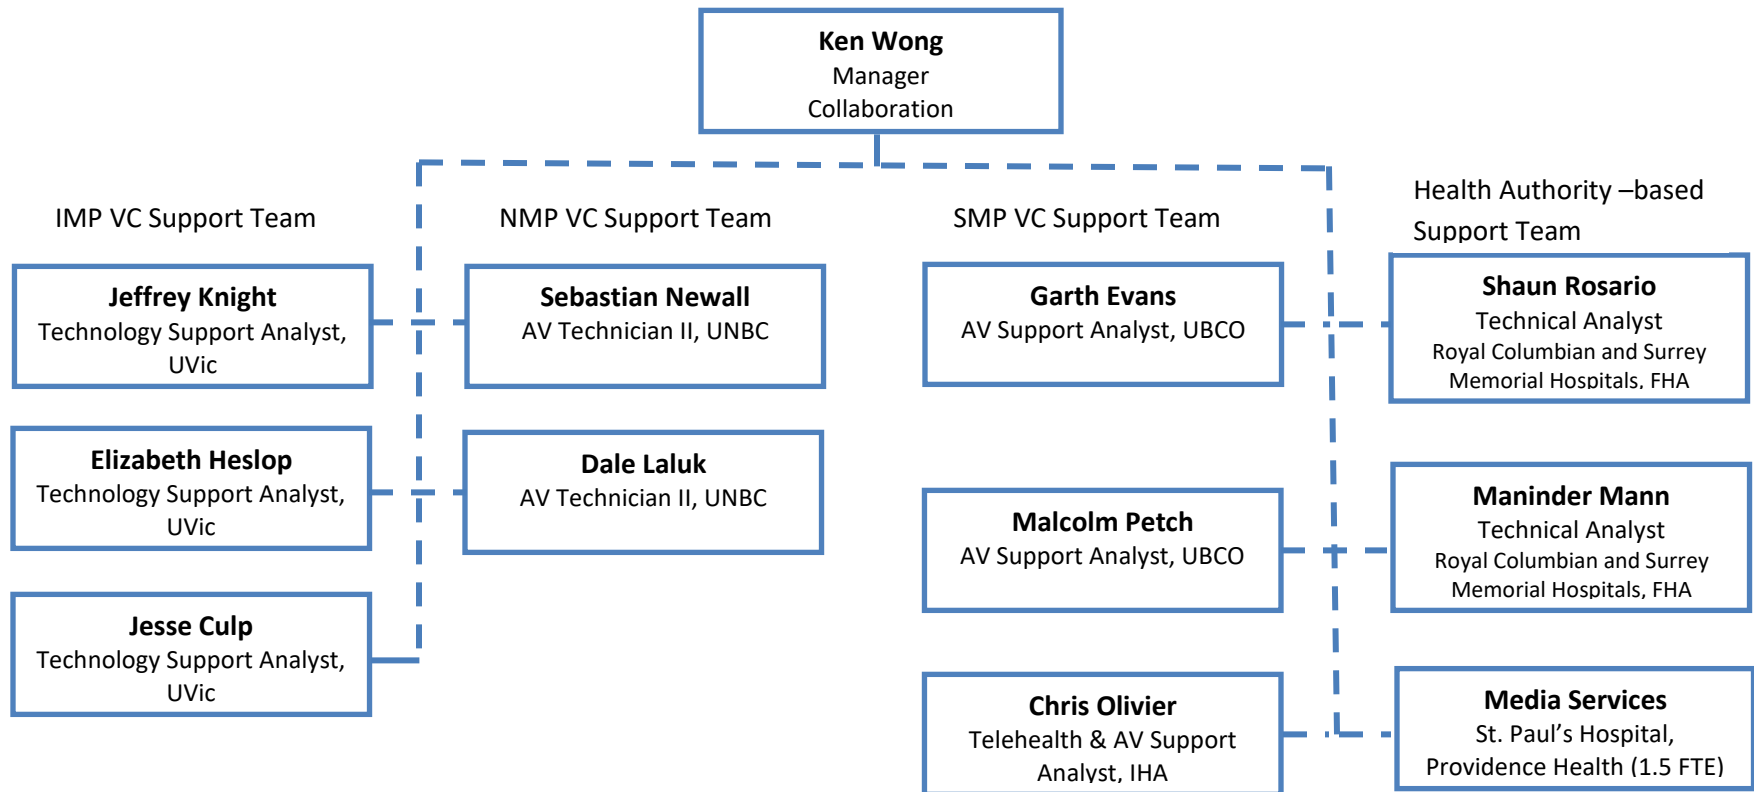 Ken Wong
Manager
Collaboration
IMP VC Support Team
Jeffrey Knight
Technology Support Analyst,
UVic
Elizabeth Heslop
Technology Support Analyst,
UVic
Jesse Culp
Technology Support Analyst,
UVic
NMP VC Support Team
Sebastian Newall
AV Technician II, UNBC
Dale Laluk
AV Technician II, UNBC
SMP VC Support Team
Garth Evans
AV Support Analyst, UBCO
Malcolm Petch
AV Support Analyst, UBCO
Chris Olivier
Telehealth & AV Support
Analyst, IHA
Health Authority –based
Support Team
Shaun Rosario
Technical Analyst
Royal Columbian and Surrey
Memorial Hospitals, FHA
Maninder Mann
Technical Analyst
Royal Columbian and Surrey
Memorial Hospitals, FHA
Media Services
St. Paul’s Hospital,
Providence Health (1.5 FTE)